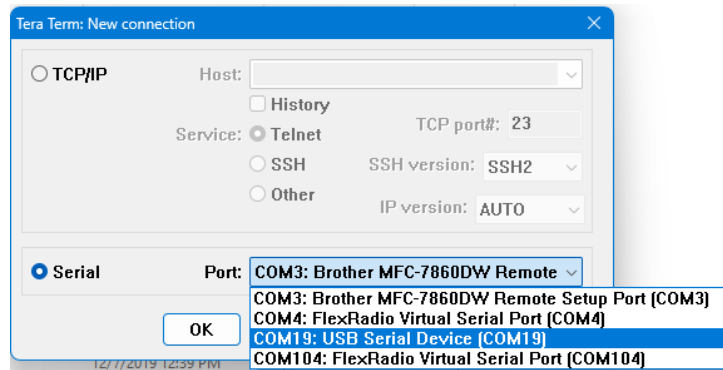 Tera Term: New connection
TCP/IP Host:
History
Service: Telnet TCP port#: 23
SSH SSH version: SSH2
Other IP version: AUTO
Serial Port: COM3: Brother MFC-7860DW Remote
COM3: Brother MFC-7860DW Remote Setup Port (COM3)
COM4: FlexRadio Virtual Serial Port (COM4)
OK COM19: USB Serial Device (COM19)
COM104: FlexRadio Virtual Serial Port (COM104)
12/7/2019 12:39 PM